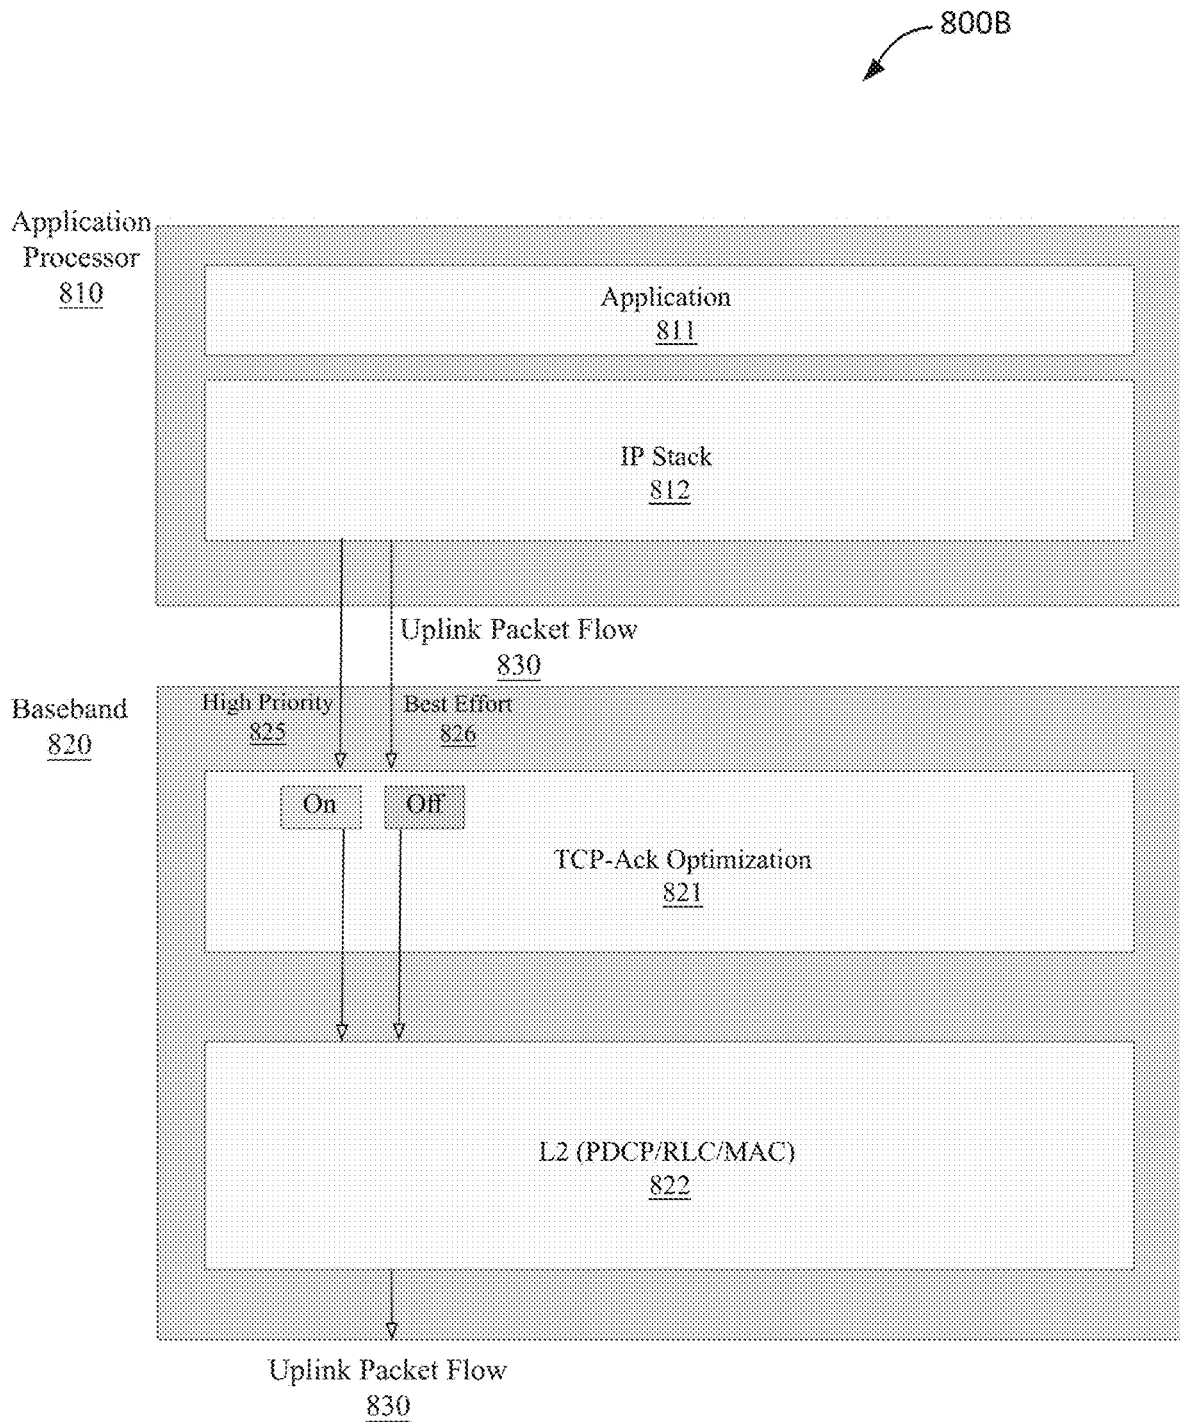 800B
Application
Processor
810
Application
811
IP Stack
812
Uplink Packet Flow
830
Baseband
820
High Priority
825
Best Effort
826
On
Off
TCP-Ack Optimization
821
L2 (PDCP/RLC/MAC)
822
Uplink Packet Flow
830